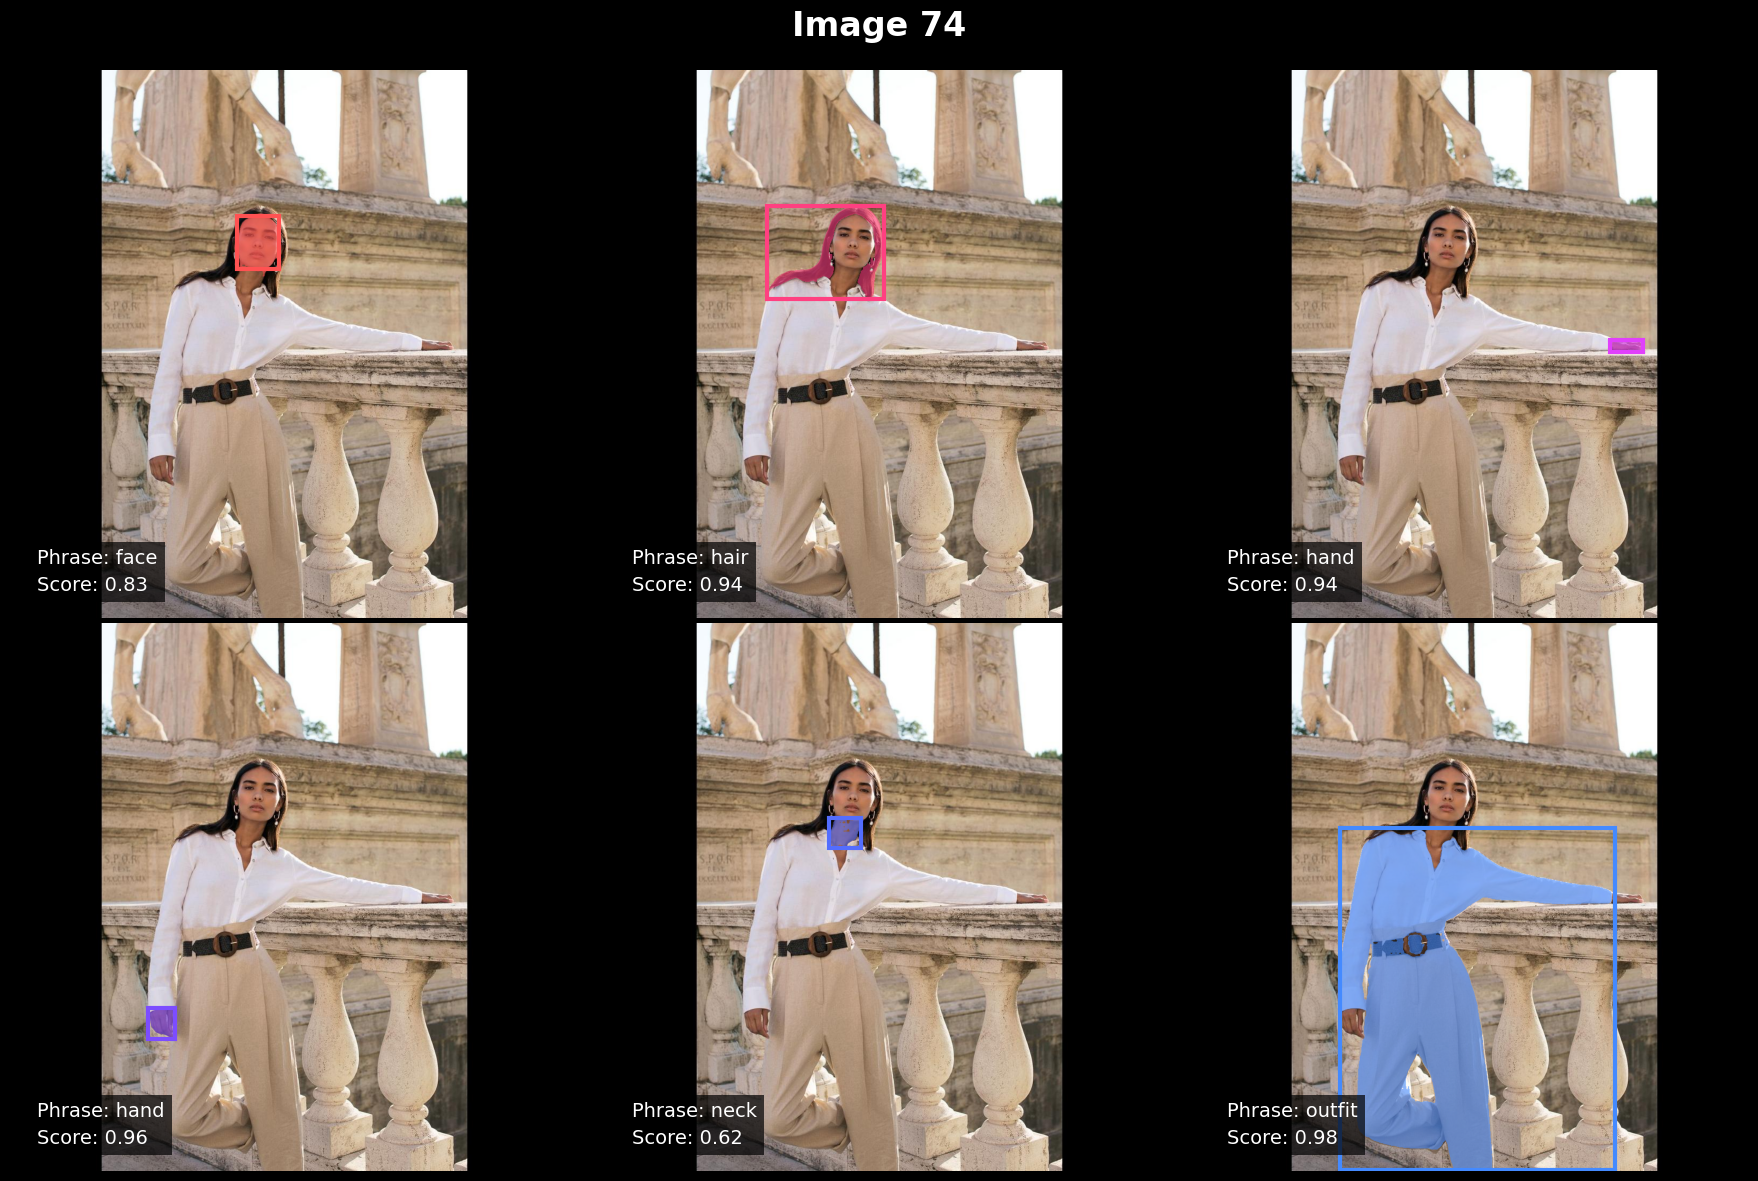 Image 74
Phrase: face
Score: 0.83
Phrase: hair
Score: 0.94
Phrase: hand
Score: 0.94
Phrase: hand
Score: 0.96
Phrase: neck
Score: 0.62
Phrase: outfit
Score: 0.98
S.P.Q.R
S.P.Q.R
S.P.Q.R
S.P.Q.R
S.P.Q.R
S.P.Q.R